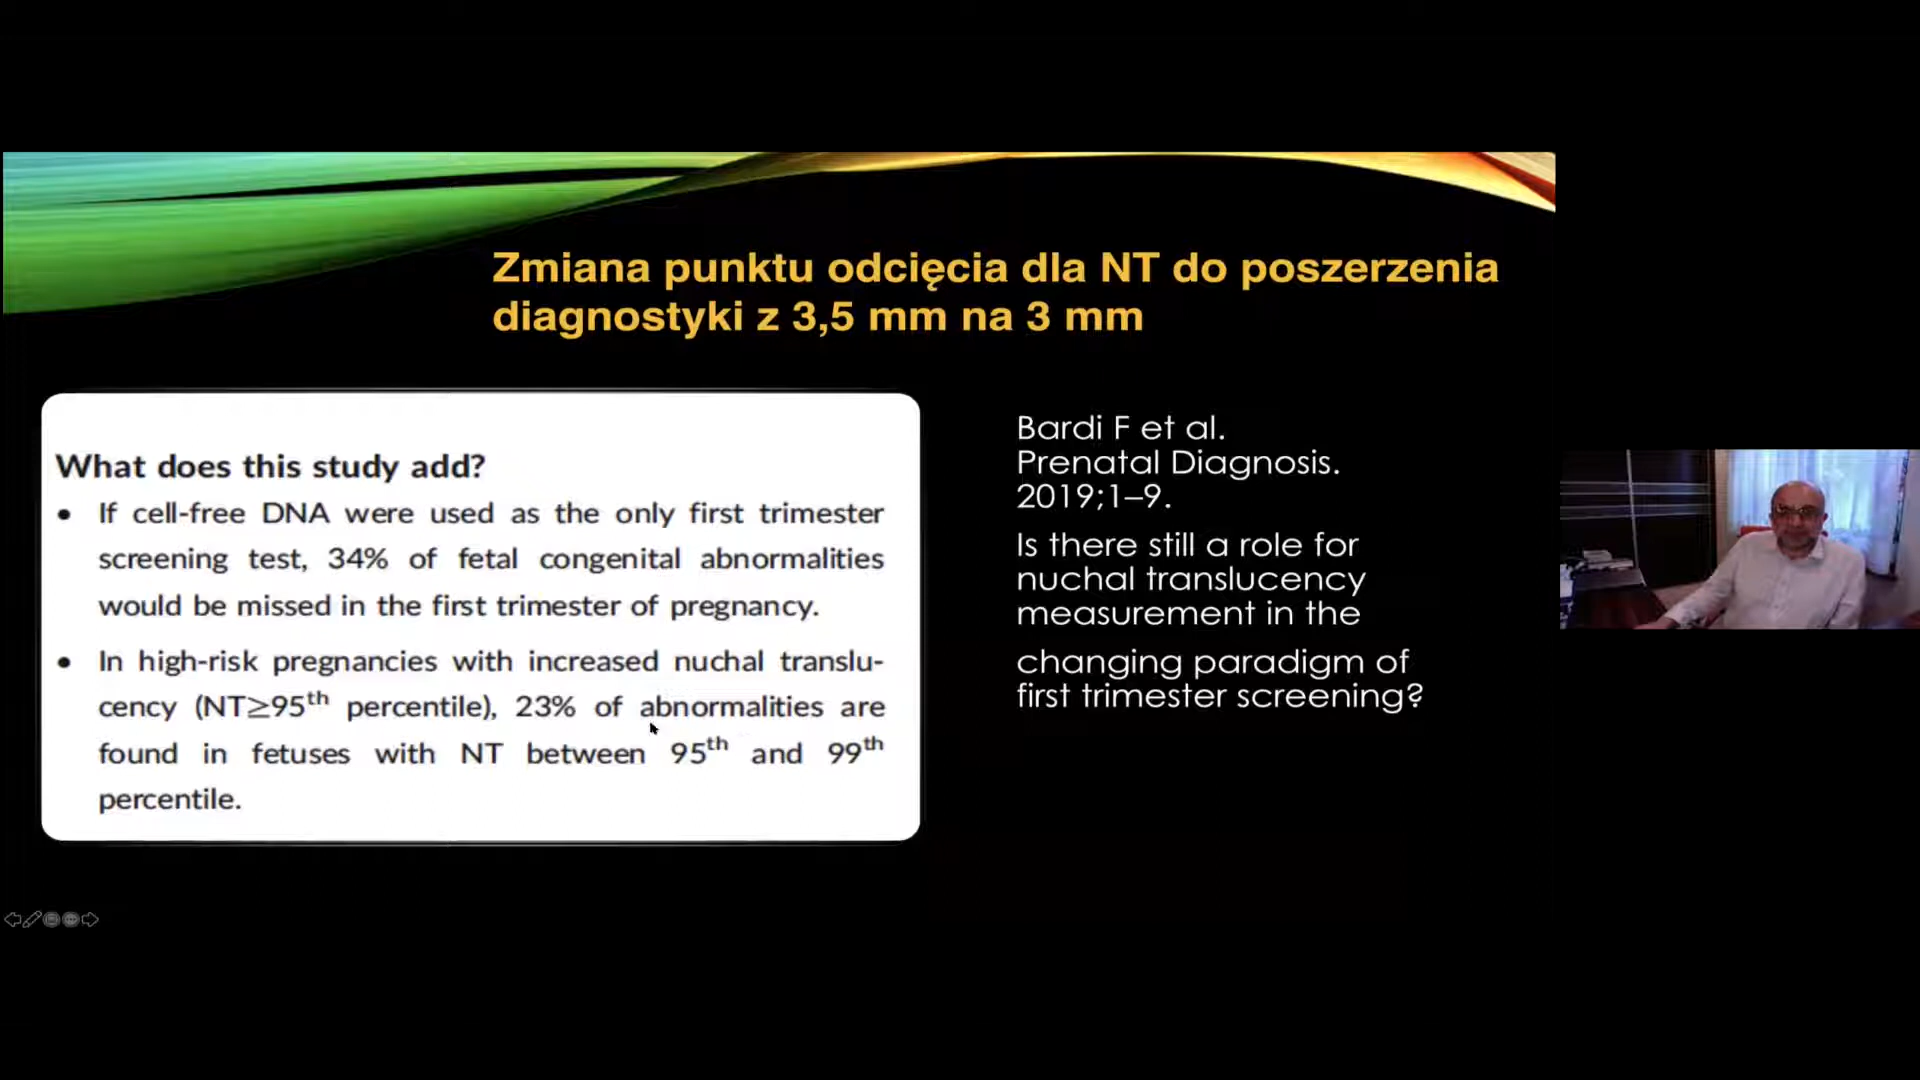 Zmiana punktu odcięcia dla NT do poszerzenia
diagnostyki z 3,5 mm na 3 mm
What does this study add?
• If cell-free DNA were used as the only first trimester
screening test, 34% of fetal congenital abnormalities
would be missed in the first trimester of pregnancy.
• In high-risk pregnancies with increased nuchal translu-
cency (NT≥95th percentile), 23% of abnormalities are
found in fetuses with NT between 95th and 99th
percentile.
Bardi F et al.
Prenatal Diagnosis.
2019;1–9.
Is there still a role for
nuchal translucency
measurement in the
changing paradigm of
first trimester screening?